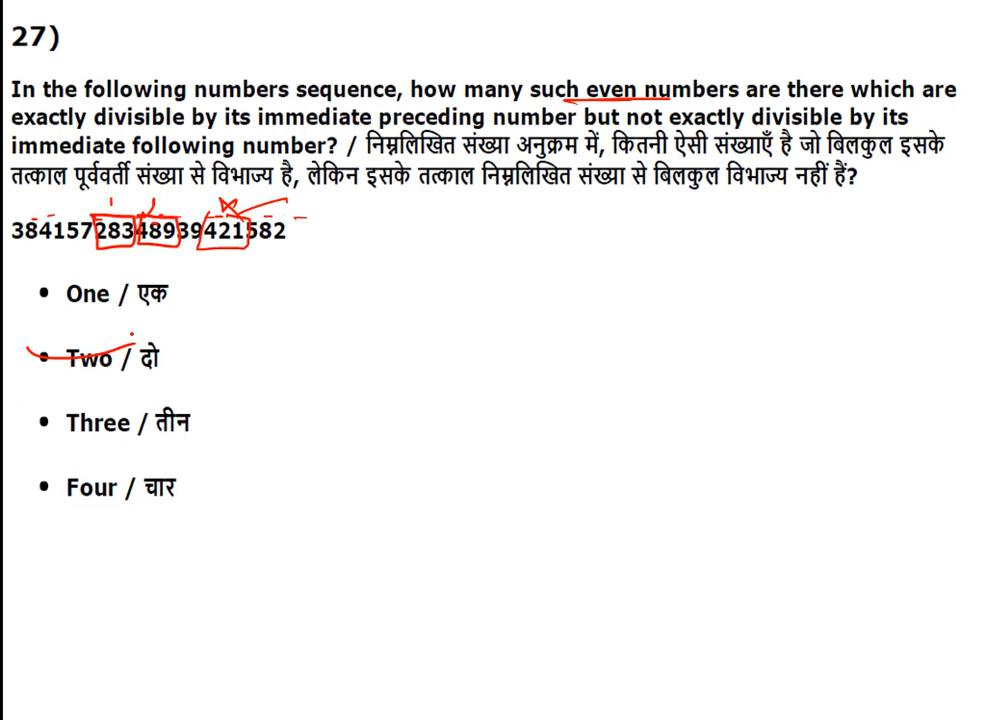 27)
In the following numbers sequence, how many such even numbers are there which are
exactly divisible by its immediate preceding number but not exactly divisible by its
immediate following number? / निम्नलिखित संख्या अनुक्रम में, कितनी ऐसी संख्याएँ है जो बिलकुल इसके
तत्काल पूर्ववर्ती संख्या से विभाज्य है, लेकिन इसके तत्काल निम्नलिखित संख्या से बिलकुल विभाज्य नहीं हैं?
38415728348939421582
• One / एक
• Two / दो
• Three / तीन
• Four / चार